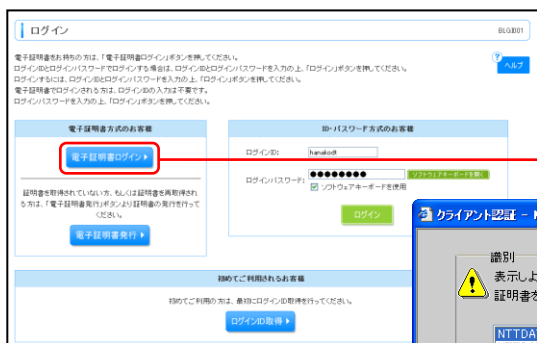 ログイン
BLGI001
電子証明書をお持ちの方は、「電子証明書ログイン」ボタンを押してください。
ログインIDとログインパスワードでログインする場合は、ログインIDとログインパスワードを入力の上、「ログイン」ボタンを押してください。
ログインするには、ログインIDとログインパスワードを入力の上、「ログイン」ボタンを押してください。
電子証明書でログインされる方は、ログインIDの入力は不要です。
ログインパスワードを入力の上、「ログイン」ボタンを押してください。
? ヘルプ
電子証明書方式のお客様
電子証明書ログイン
証明書を取得されていない方、もしくは証明書を再取得され
る方は、「電子証明書発行」ボタンより証明書の発行を行って
ください。
電子証明書発行
ID・パスワード方式のお客様
ログインID:
hanakodt
ログインパスワード:
ソフトウェアキーボードを開く
ソフトウェアキーボードを使用
ログイン
初めてご利用されるお客様
初めてご利用の方は、最初にログインID取得を行ってください。
ログインID取得
クライアント認証 -
識別
表示しよ
証明書を
NTTDA